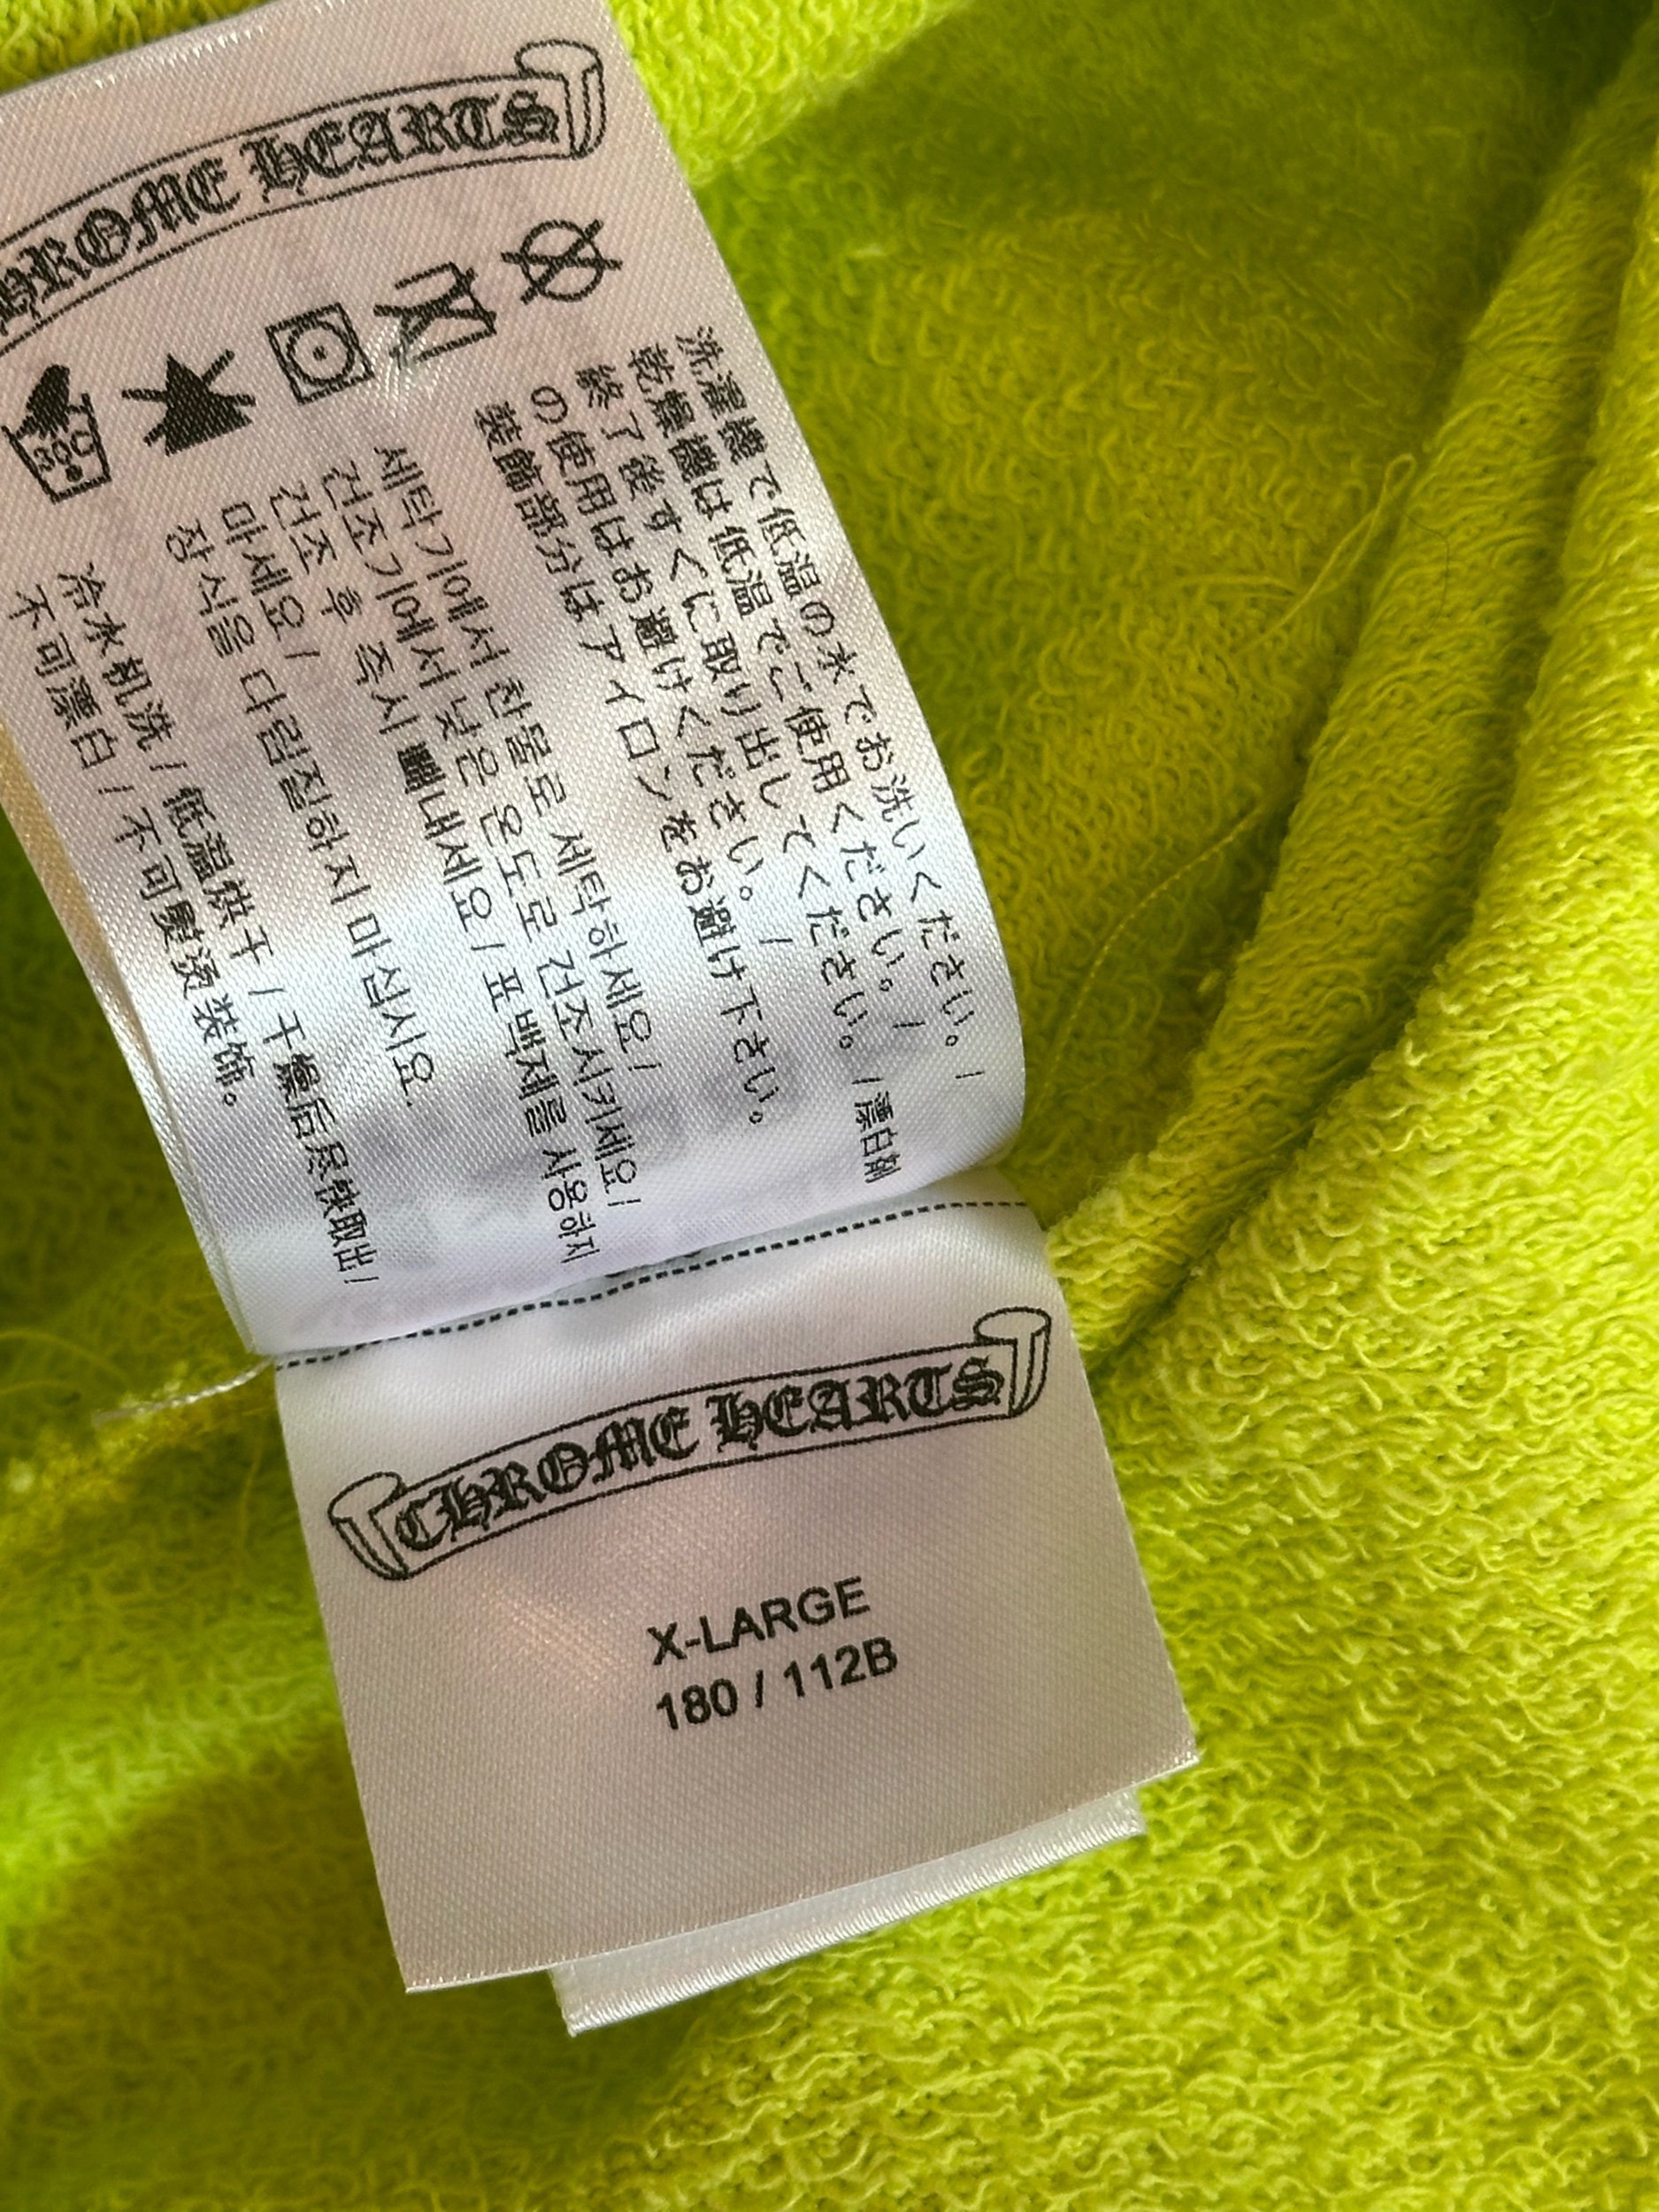 CHROME HEARTS
30°
洗濯機で低温の水でお洗いください。 /
乾燥機は低温でご使用ください。 /
終了後すぐに取り出してください。 / 漂白剤
の使用はお避けください。 /
装飾部分はアイロンをお避け下さい。
세탁기에서 찬물로 세탁하세요 /
건조기에서 낮은 온도로 건조시키세요 /
건조 후 즉시 빼내세요 / 표백제를 사용하지
마세요 /
장식을 다림질하지 마십시요.
冷水机洗 / 低温烘干 / 干燥后尽快取出 /
不可漂白 / 不可熨烫装饰。
CHROME HEARTS
X-LARGE
180 / 112B